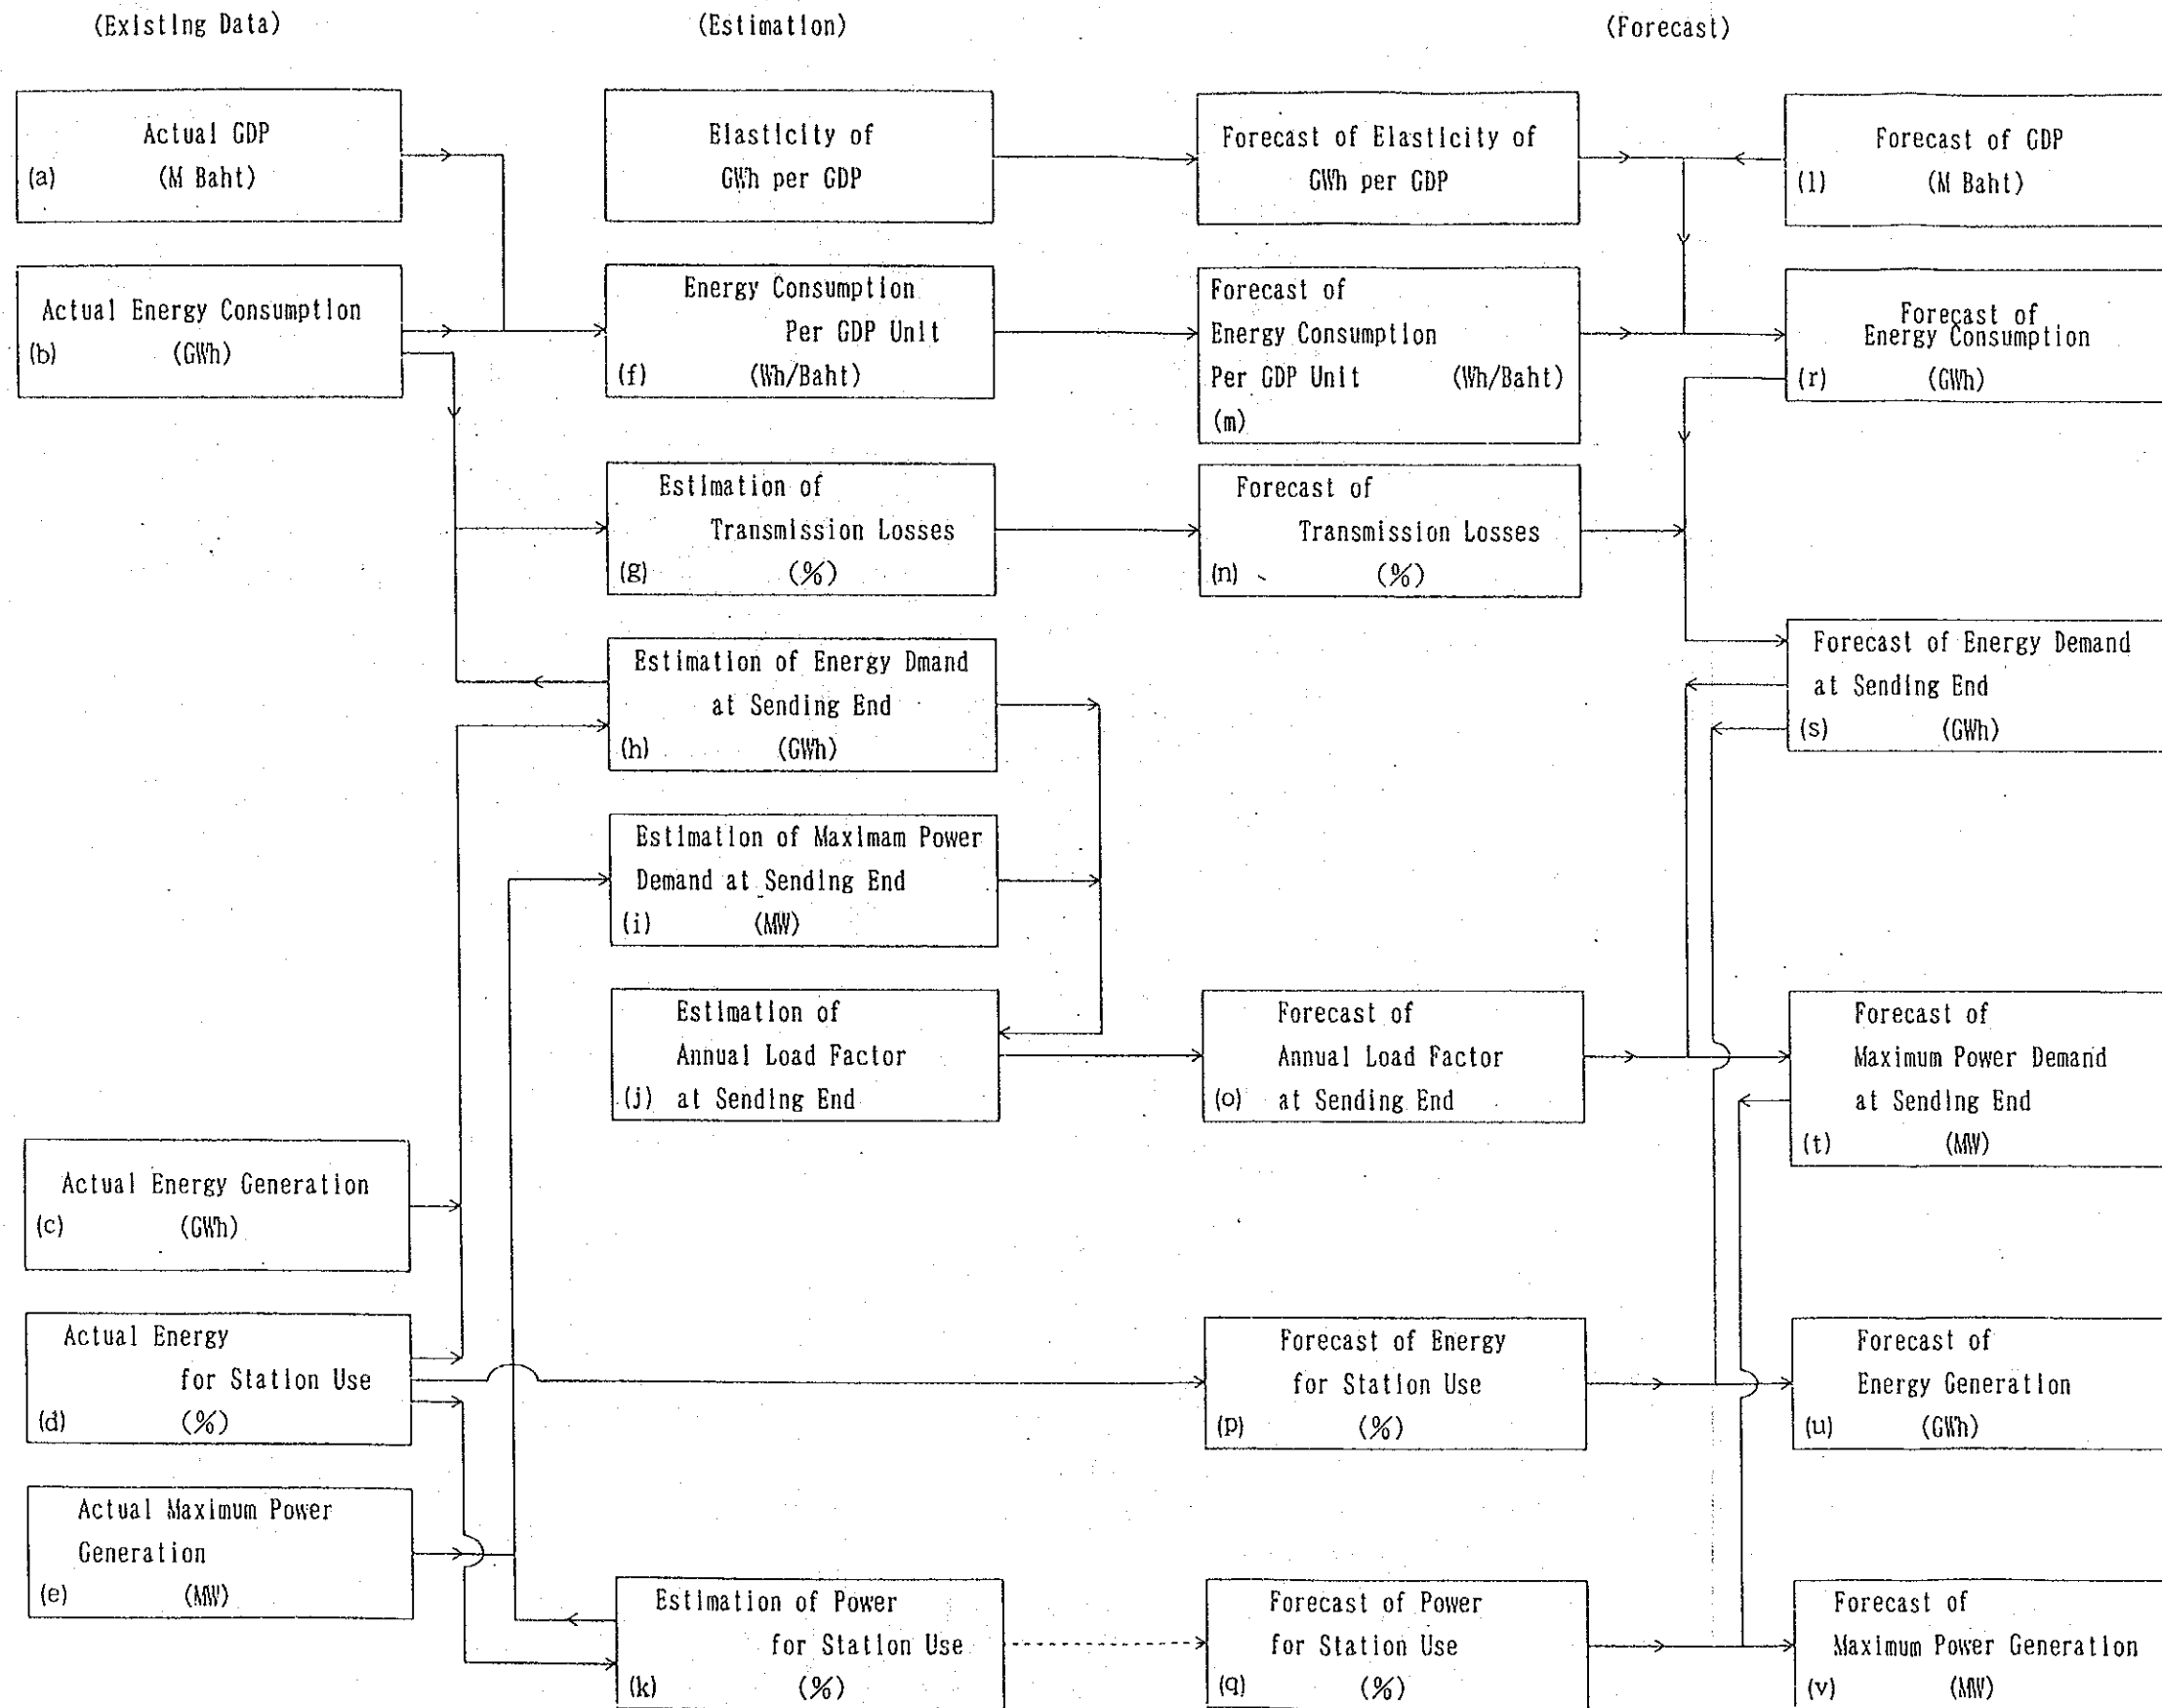 (Existing Data)
(Estimation)
(Forecast)
Actual GDP
(a) (M Baht)
Elasticity of
GWh per GDP
Forecast of Elasticity of
GWh per GDP
Forecast of GDP
(l) (M Baht)
Actual Energy Consumption
(b) (GWh)
Energy Consumption
Per GDP Unit
(f) (Wh/Baht)
Forecast of
Energy Consumption
Per GDP Unit (Wh/Baht)
(m)
Forecast of
Energy Consumption
(r) (GWh)
Estimation of
Transmission Losses
(g) (%)
Forecast of
Transmission Losses
(n) (%)
Estimation of Energy Dmand
at Sending End
(h) (GWh)
Forecast of Energy Demand
at Sending End
(s) (GWh)
Estimation of Maximam Power
Demand at Sending End
(i) (MW)
Estimation of
Annual Load Factor
(j) at Sending End
Forecast of
Annual Load Factor
(o) at Sending End
Forecast of
Maximum Power Demand
at Sending End
(t) (MW)
Actual Energy Generation
(c) (GWh)
Actual Energy
for Station Use
(d) (%)
Forecast of Energy
for Station Use
(p) (%)
Forecast of
Energy Generation
(u) (GWh)
Actual Maximum Power
Generation
(e) (MW)
Estimation of Power
for Station Use
(k) (%)
Forecast of Power
for Station Use
(q) (%)
Forecast of
Maximum Power Generation
(v) (MW)